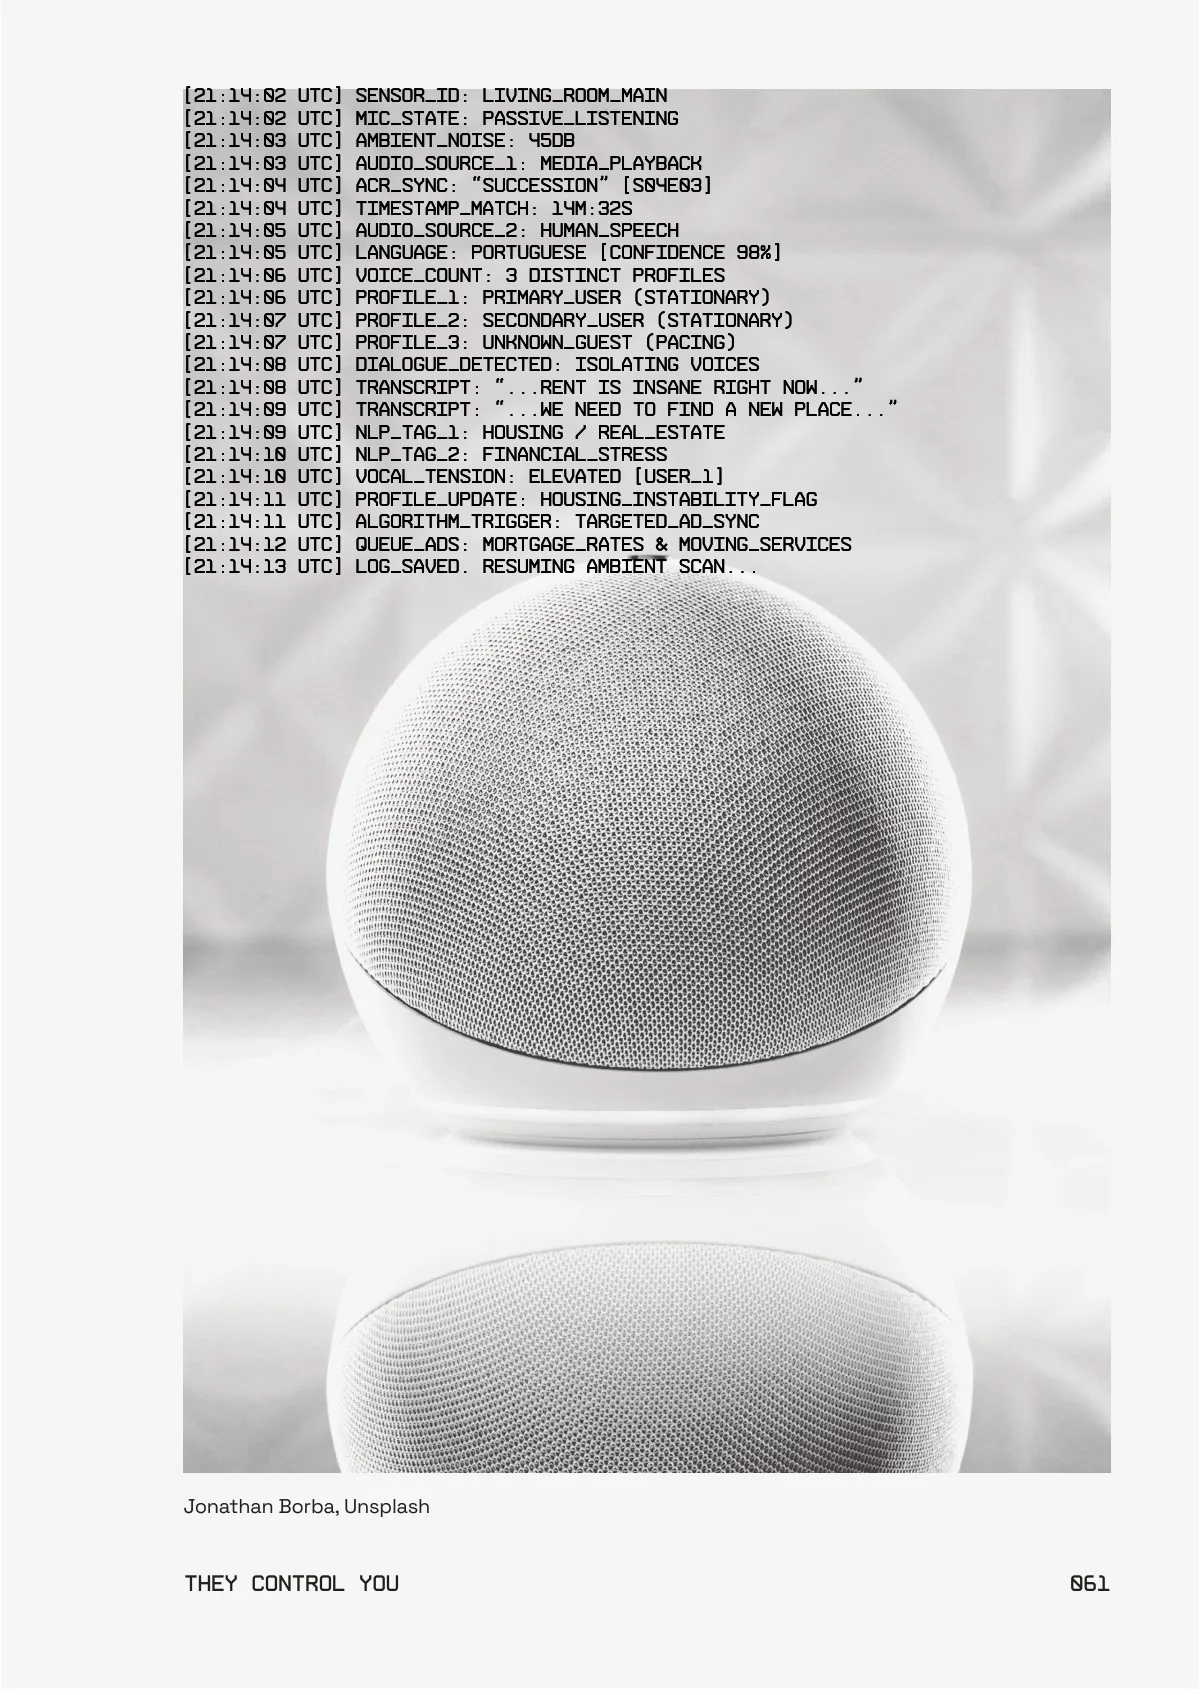 [21:14:02 UTC] SENSOR_ID: LIVING_ROOM_MAIN
[21:14:02 UTC] MIC_STATE: PASSIVE_LISTENING
[21:14:03 UTC] AMBIENT_NOISE: 45DB
[21:14:03 UTC] AUDIO_SOURCE_1: MEDIA_PLAYBACK
[21:14:04 UTC] ACR_SYNC: “SUCCESSION” [S04E03]
[21:14:04 UTC] TIMESTAMP_MATCH: 14M:32S
[21:14:05 UTC] AUDIO_SOURCE_2: HUMAN_SPEECH
[21:14:05 UTC] LANGUAGE: PORTUGUESE [CONFIDENCE 98%]
[21:14:06 UTC] VOICE_COUNT: 3 DISTINCT PROFILES
[21:14:06 UTC] PROFILE_1: PRIMARY_USER (STATIONARY)
[21:14:07 UTC] PROFILE_2: SECONDARY_USER (STATIONARY)
[21:14:07 UTC] PROFILE_3: UNKNOWN_GUEST (PACING)
[21:14:08 UTC] DIALOGUE_DETECTED: ISOLATING VOICES
[21:14:08 UTC] TRANSCRIPT: “...RENT IS INSANE RIGHT NOW...”
[21:14:09 UTC] TRANSCRIPT: “...WE NEED TO FIND A NEW PLACE...”
[21:14:09 UTC] NLP_TAG_1: HOUSING / REAL_ESTATE
[21:14:10 UTC] NLP_TAG_2: FINANCIAL_STRESS
[21:14:10 UTC] VOCAL_TENSION: ELEVATED [USER_1]
[21:14:11 UTC] PROFILE_UPDATE: HOUSING_INSTABILITY_FLAG
[21:14:11 UTC] ALGORITHM_TRIGGER: TARGETED_AD_SYNC
[21:14:12 UTC] QUEUE_ADS: MORTGAGE_RATES & MOVING_SERVICES
[21:14:13 UTC] LOG_SAVED. RESUMING AMBIENT SCAN...
Jonathan Borba, Unsplash
THEY CONTROL YOU
061